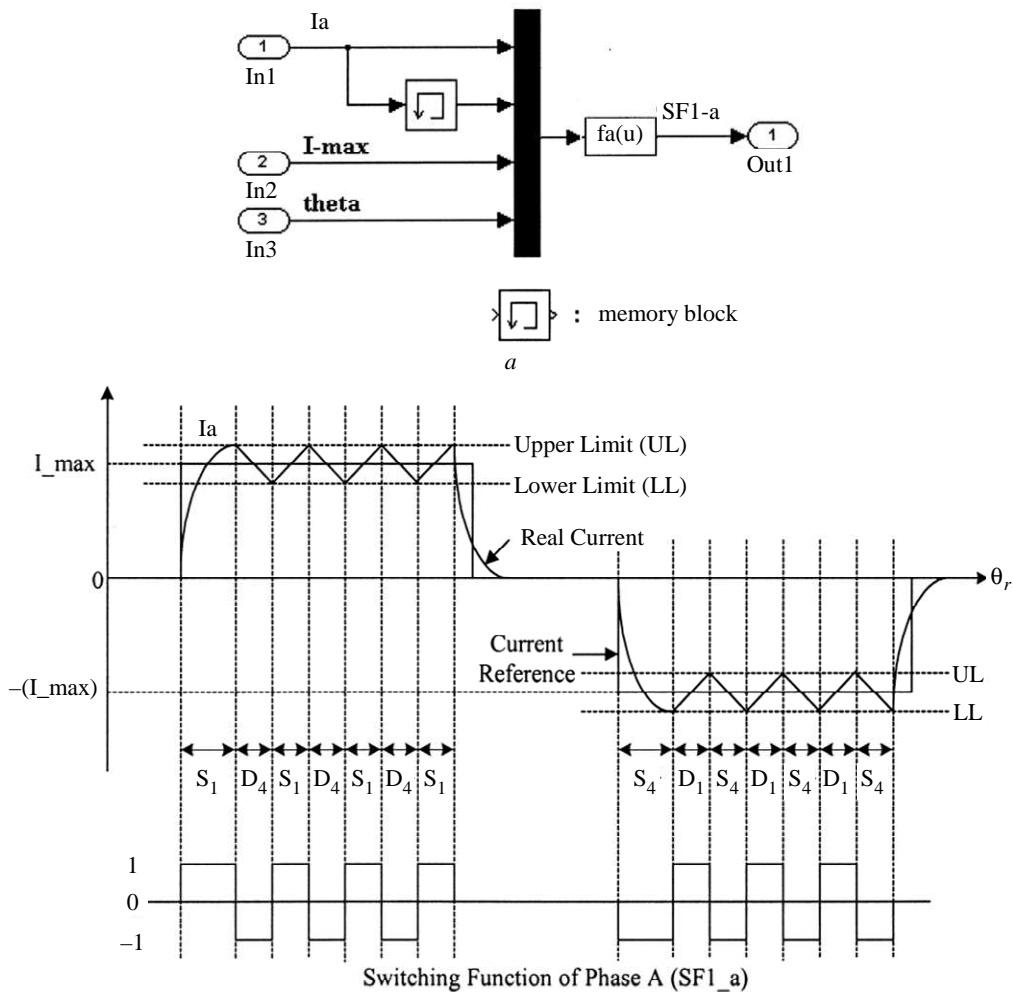 Ia
1
In1
I-max
2
In2
theta
3
In3
fa(u)
SF1-a
1
Out1
: memory block
a
Ia
Upper Limit (UL)
I_max
Lower Limit (LL)
Real Current
0
θr
Current
Reference
UL
–(I_max)
LL
S1 D4 S1 D4 S1 D4 S1
S4 D1 S4 D1 S4 D1 S4
1
0
–1
Switching Function of Phase A (SF1_a)